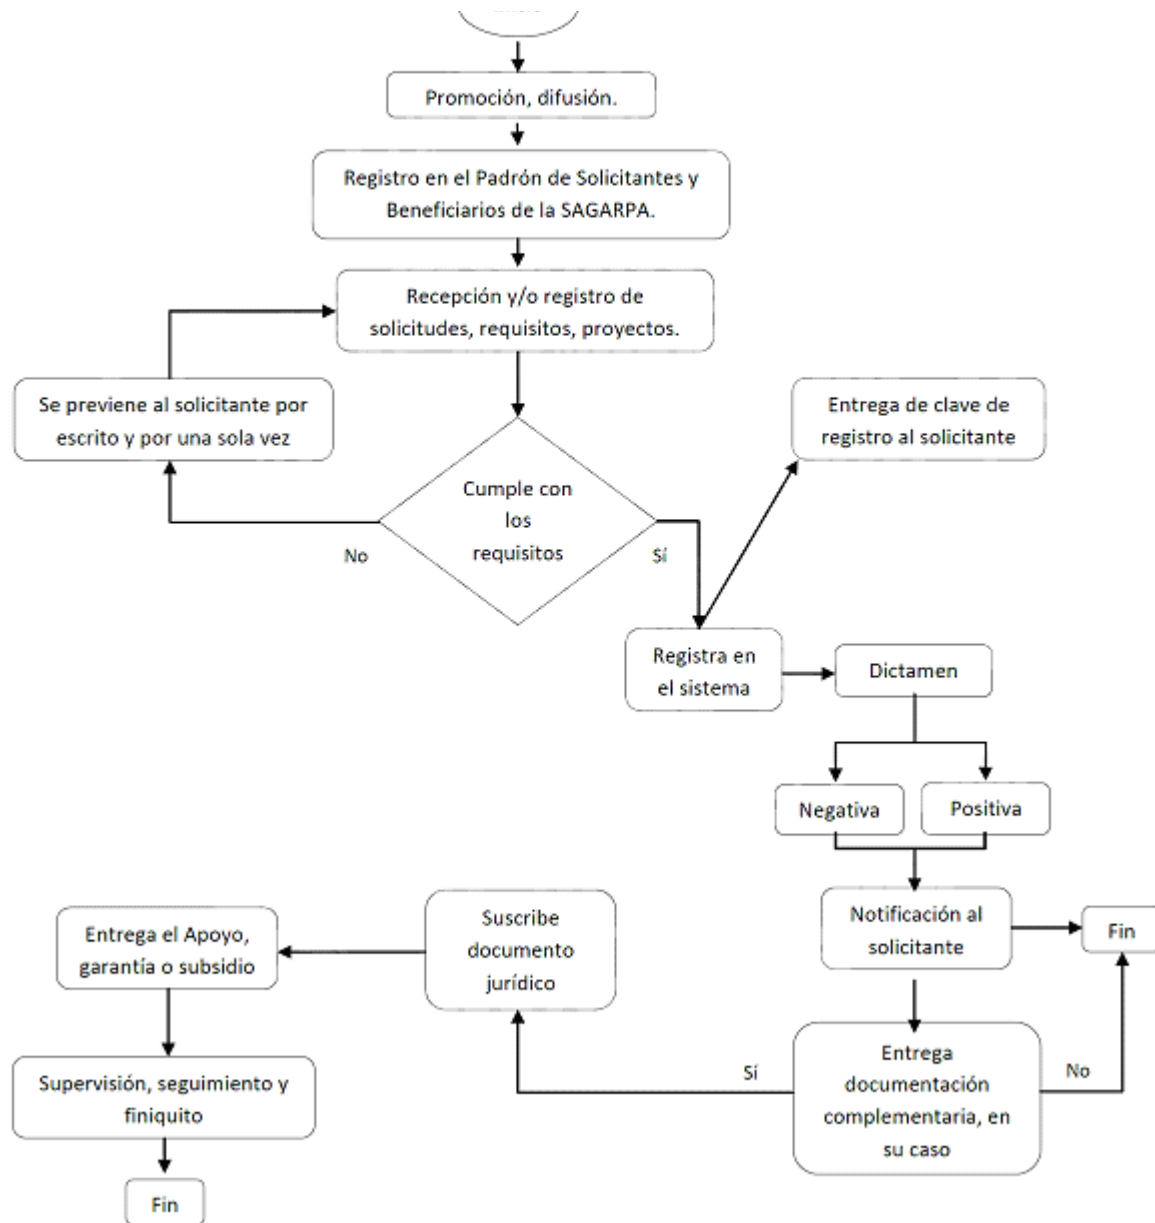 Promoción, difusión.
Registro en el Padrón de Solicitantes y
Beneficiarios de la SAGARPA.
Recepción y/o registro de
solicitudes, requisitos, proyectos.
Se previene al solicitante por
escrito y por una sola vez
Entrega de clave de
registro al solicitante
Cumple con
los
requisitos
No
Sí
Registra en
el sistema
Dictamen
Negativa
Positiva
Notificación al
solicitante
Fin
Suscribe
documento
jurídico
Entrega el Apoyo,
garantía o subsidio
Entrega
documentación
complementaria, en
su caso
Sí
No
Supervisión, seguimiento y
finiquito
Fin